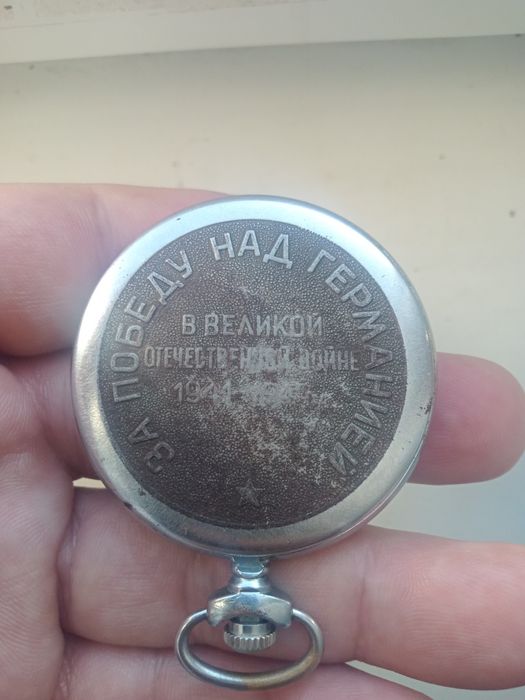 ЗА ПОБЕДУ НАД ГЕРМАНИЕЙ
В ВЕЛИКОЙ
ОТЕЧЕСТВЕННОЙ ВОЙНЕ